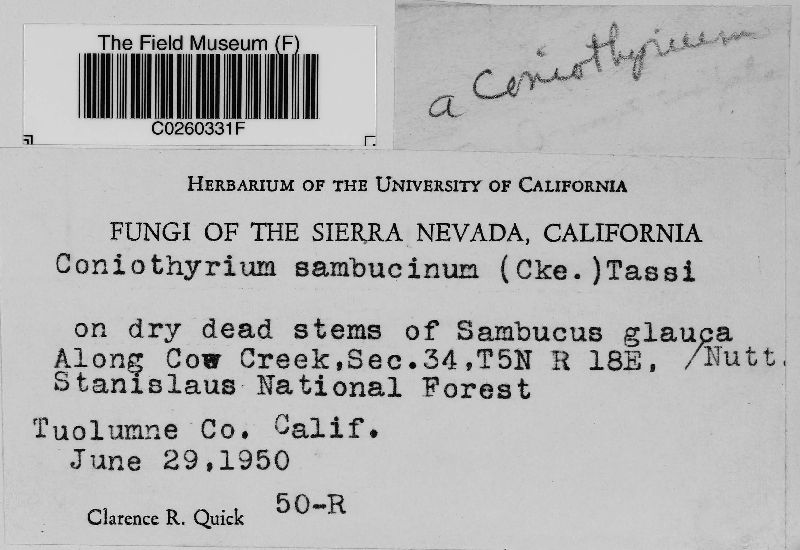 The Field Museum (F)
C0260331F
a Coniothyrium
HERBARIUM OF THE UNIVERSITY OF CALIFORNIA
FUNGI OF THE SIERRA NEVADA, CALIFORNIA
Coniothyrium sambucinum (Cke.)Tassi
on dry dead stems of Sambucus glauca
Along Cow Creek,Sec.34,T5N R 18E, /Nutt.
Stanislaus National Forest
Tuolumne Co. Calif.
June 29,1950
Clarence R. Quick 50-R